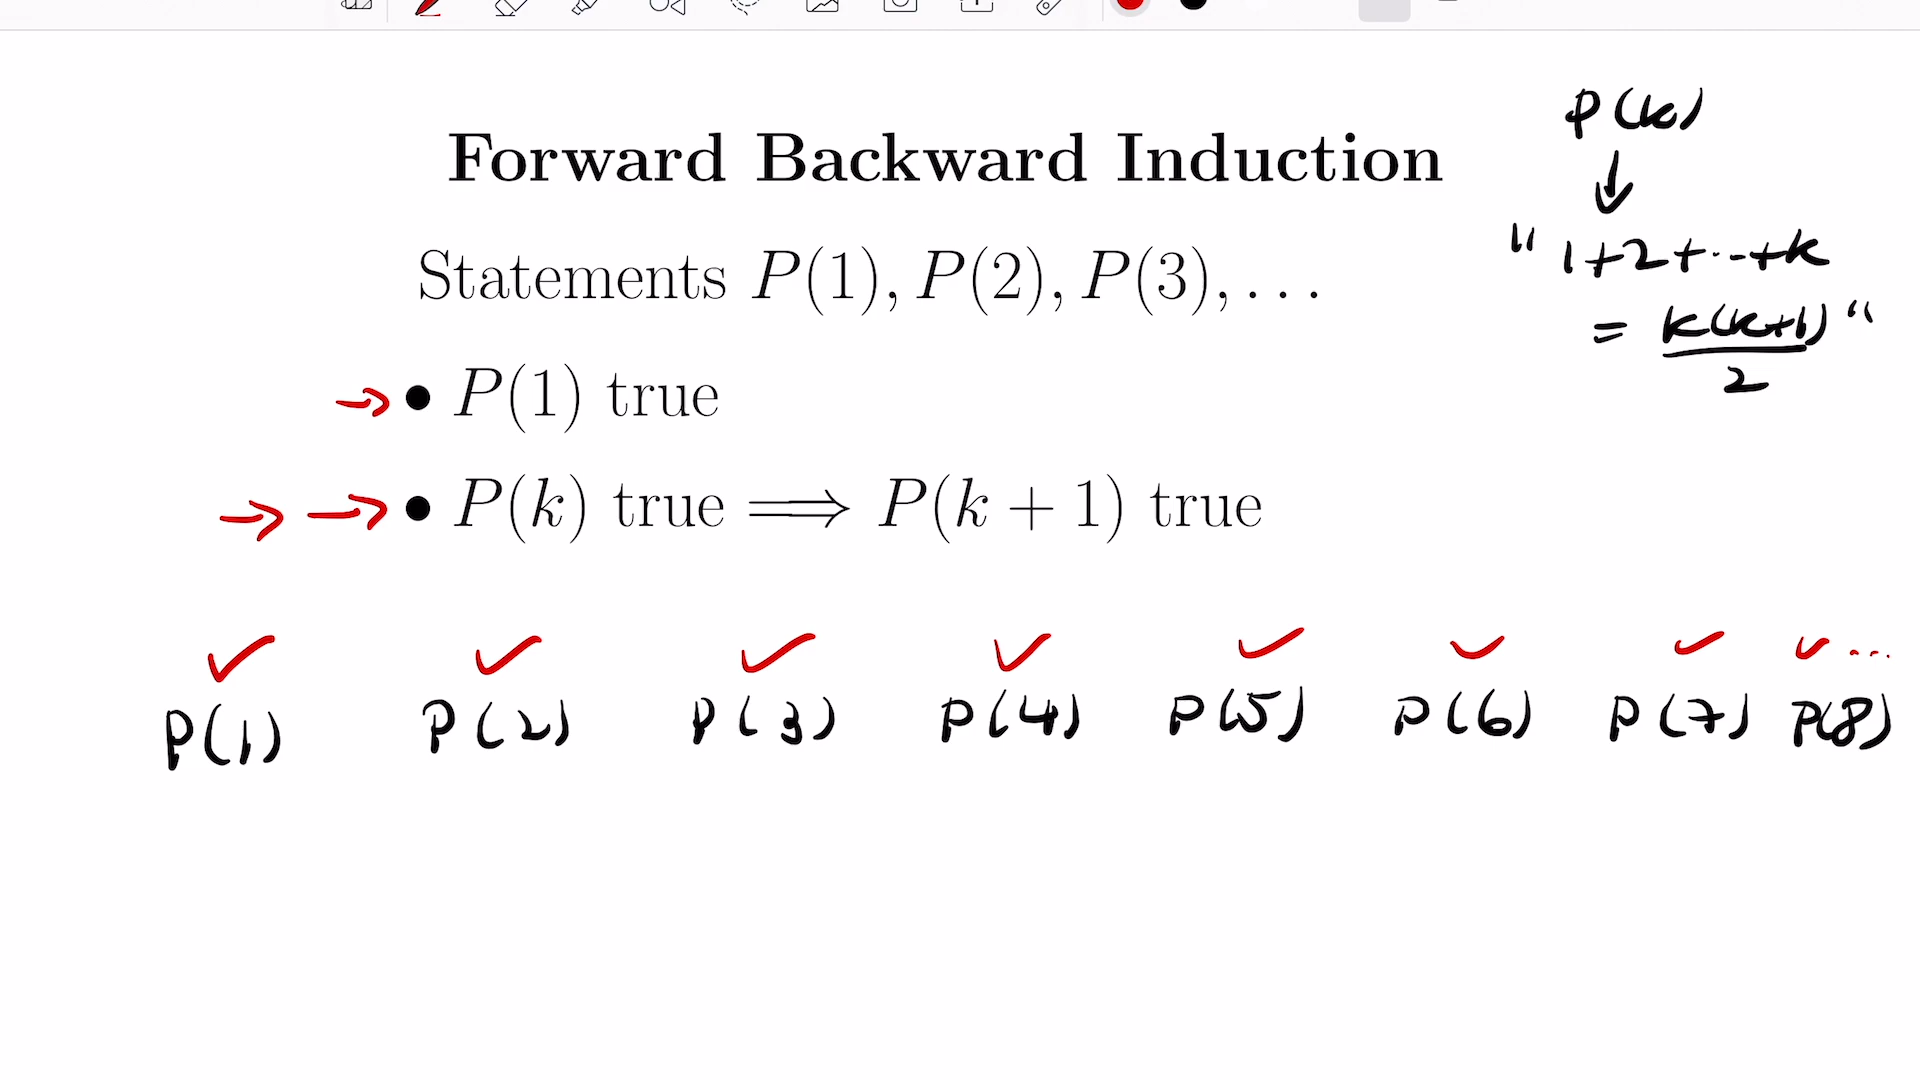 Forward Backward Induction
Statements P(1), P(2), P(3), . . .
• P(1) true
• P(k) true ⟹ P(k + 1) true
P(k)
↓
" 1+2+...+k
= k(k+1)/2 "
→
→ →
✓ ✓ ✓ ✓ ✓ ✓ ✓ ✓ ...
P(1) P(2) P(3) P(4) P(5) P(6) P(7) P(8)